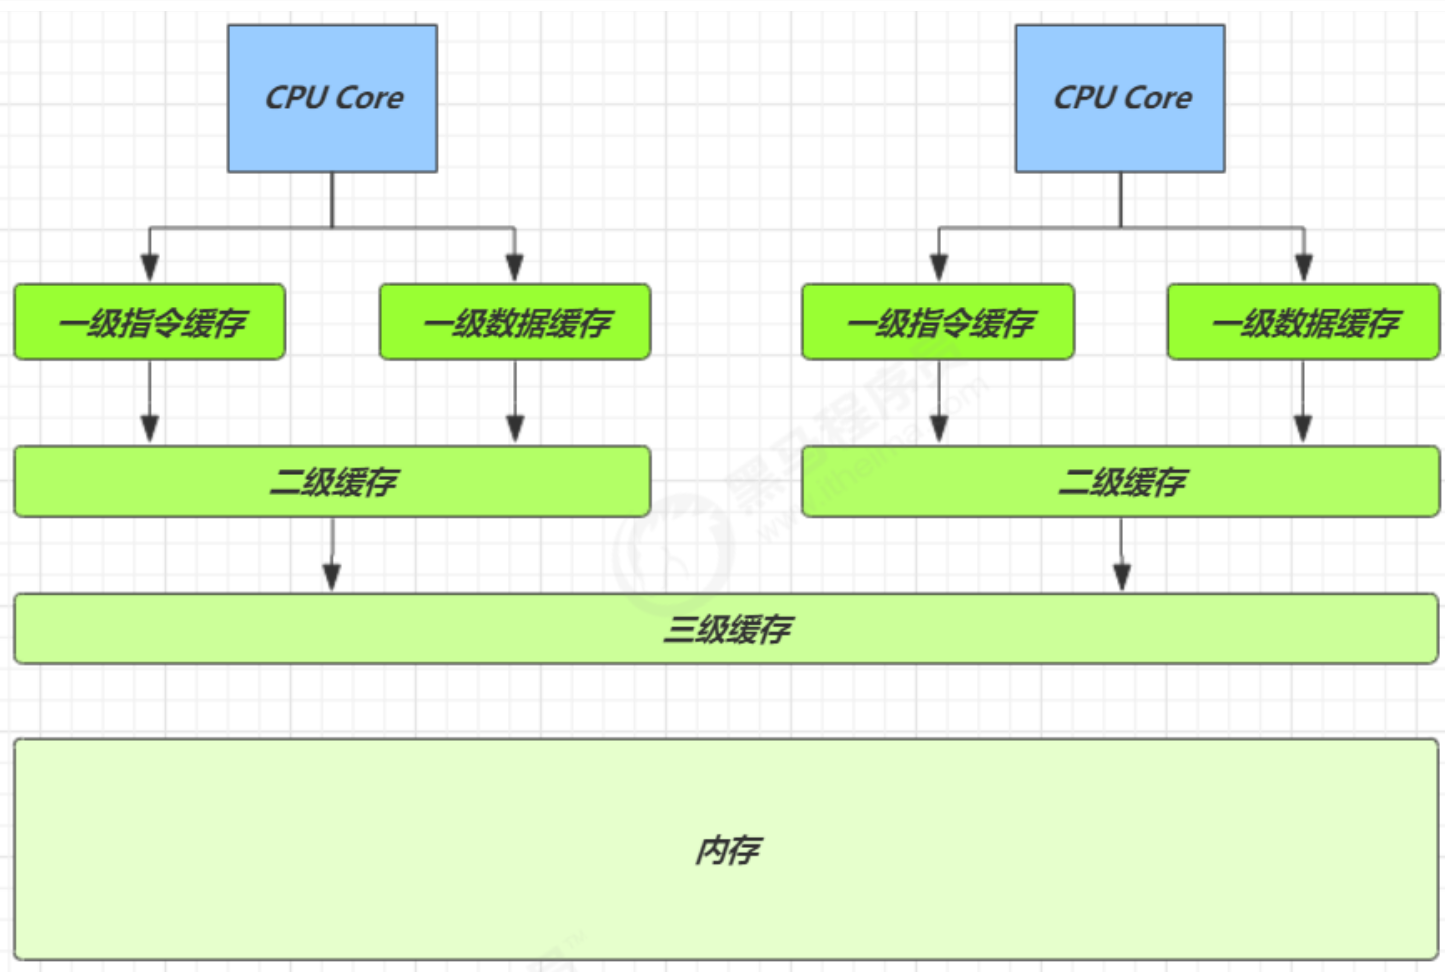 CPU Core
CPU Core
一级指令缓存
一级数据缓存
一级指令缓存
一级数据缓存
二级缓存
二级缓存
三级缓存
内存
黑马程序员
www.itheima.com